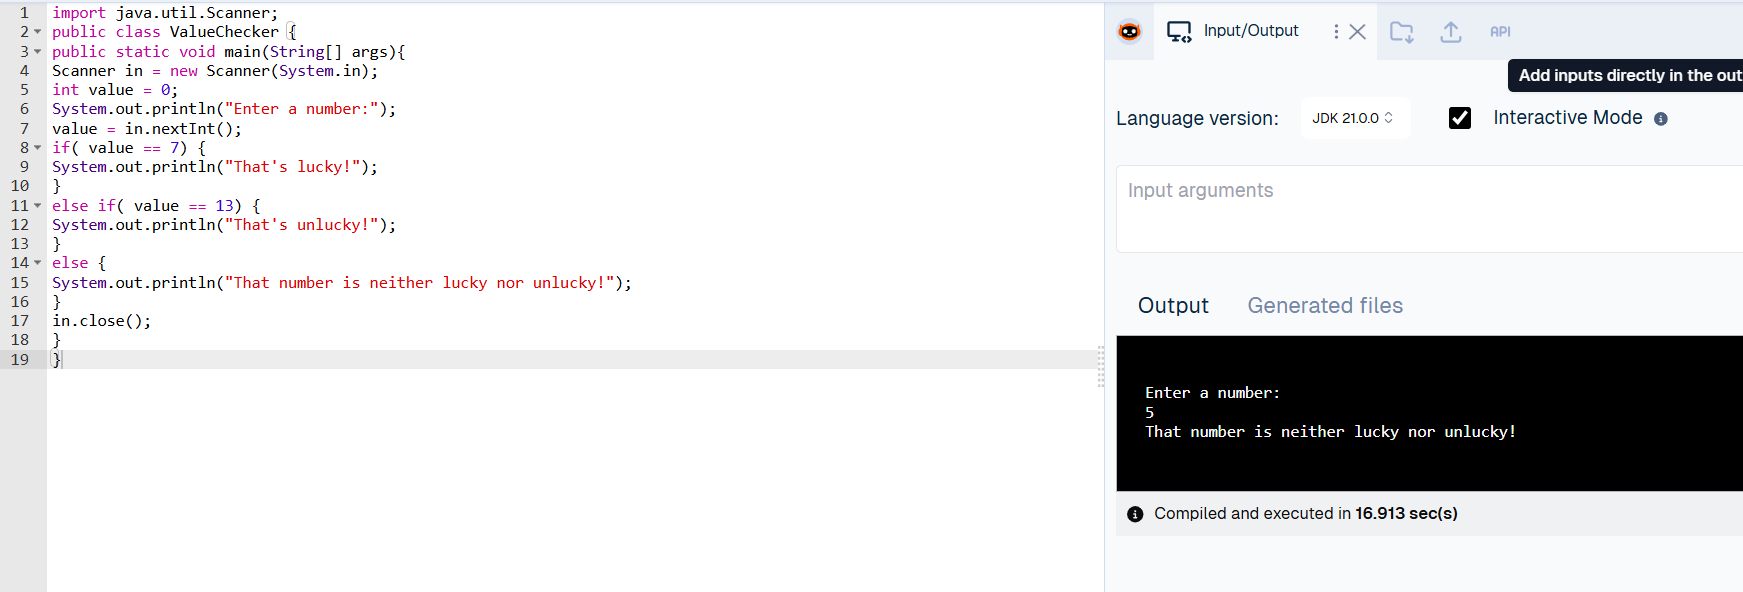 1 import java.util.Scanner;
2 public class ValueChecker {
3 public static void main(String[] args){
4 Scanner in = new Scanner(System.in);
5 int value = 0;
6 System.out.println("Enter a number:");
7 value = in.nextInt();
8 if( value == 7) {
9 System.out.println("That's lucky!");
10 }
11 else if( value == 13) {
12 System.out.println("That's unlucky!");
13 }
14 else {
15 System.out.println("That number is neither lucky nor unlucky!");
16 }
17 in.close();
18 }
19 }
Input/Output
API
Add inputs directly in the out
Language version:
JDK 21.0.0
Interactive Mode
Input arguments
Output
Generated files
Enter a number:
5
That number is neither lucky nor unlucky!
Compiled and executed in 16.913 sec(s)